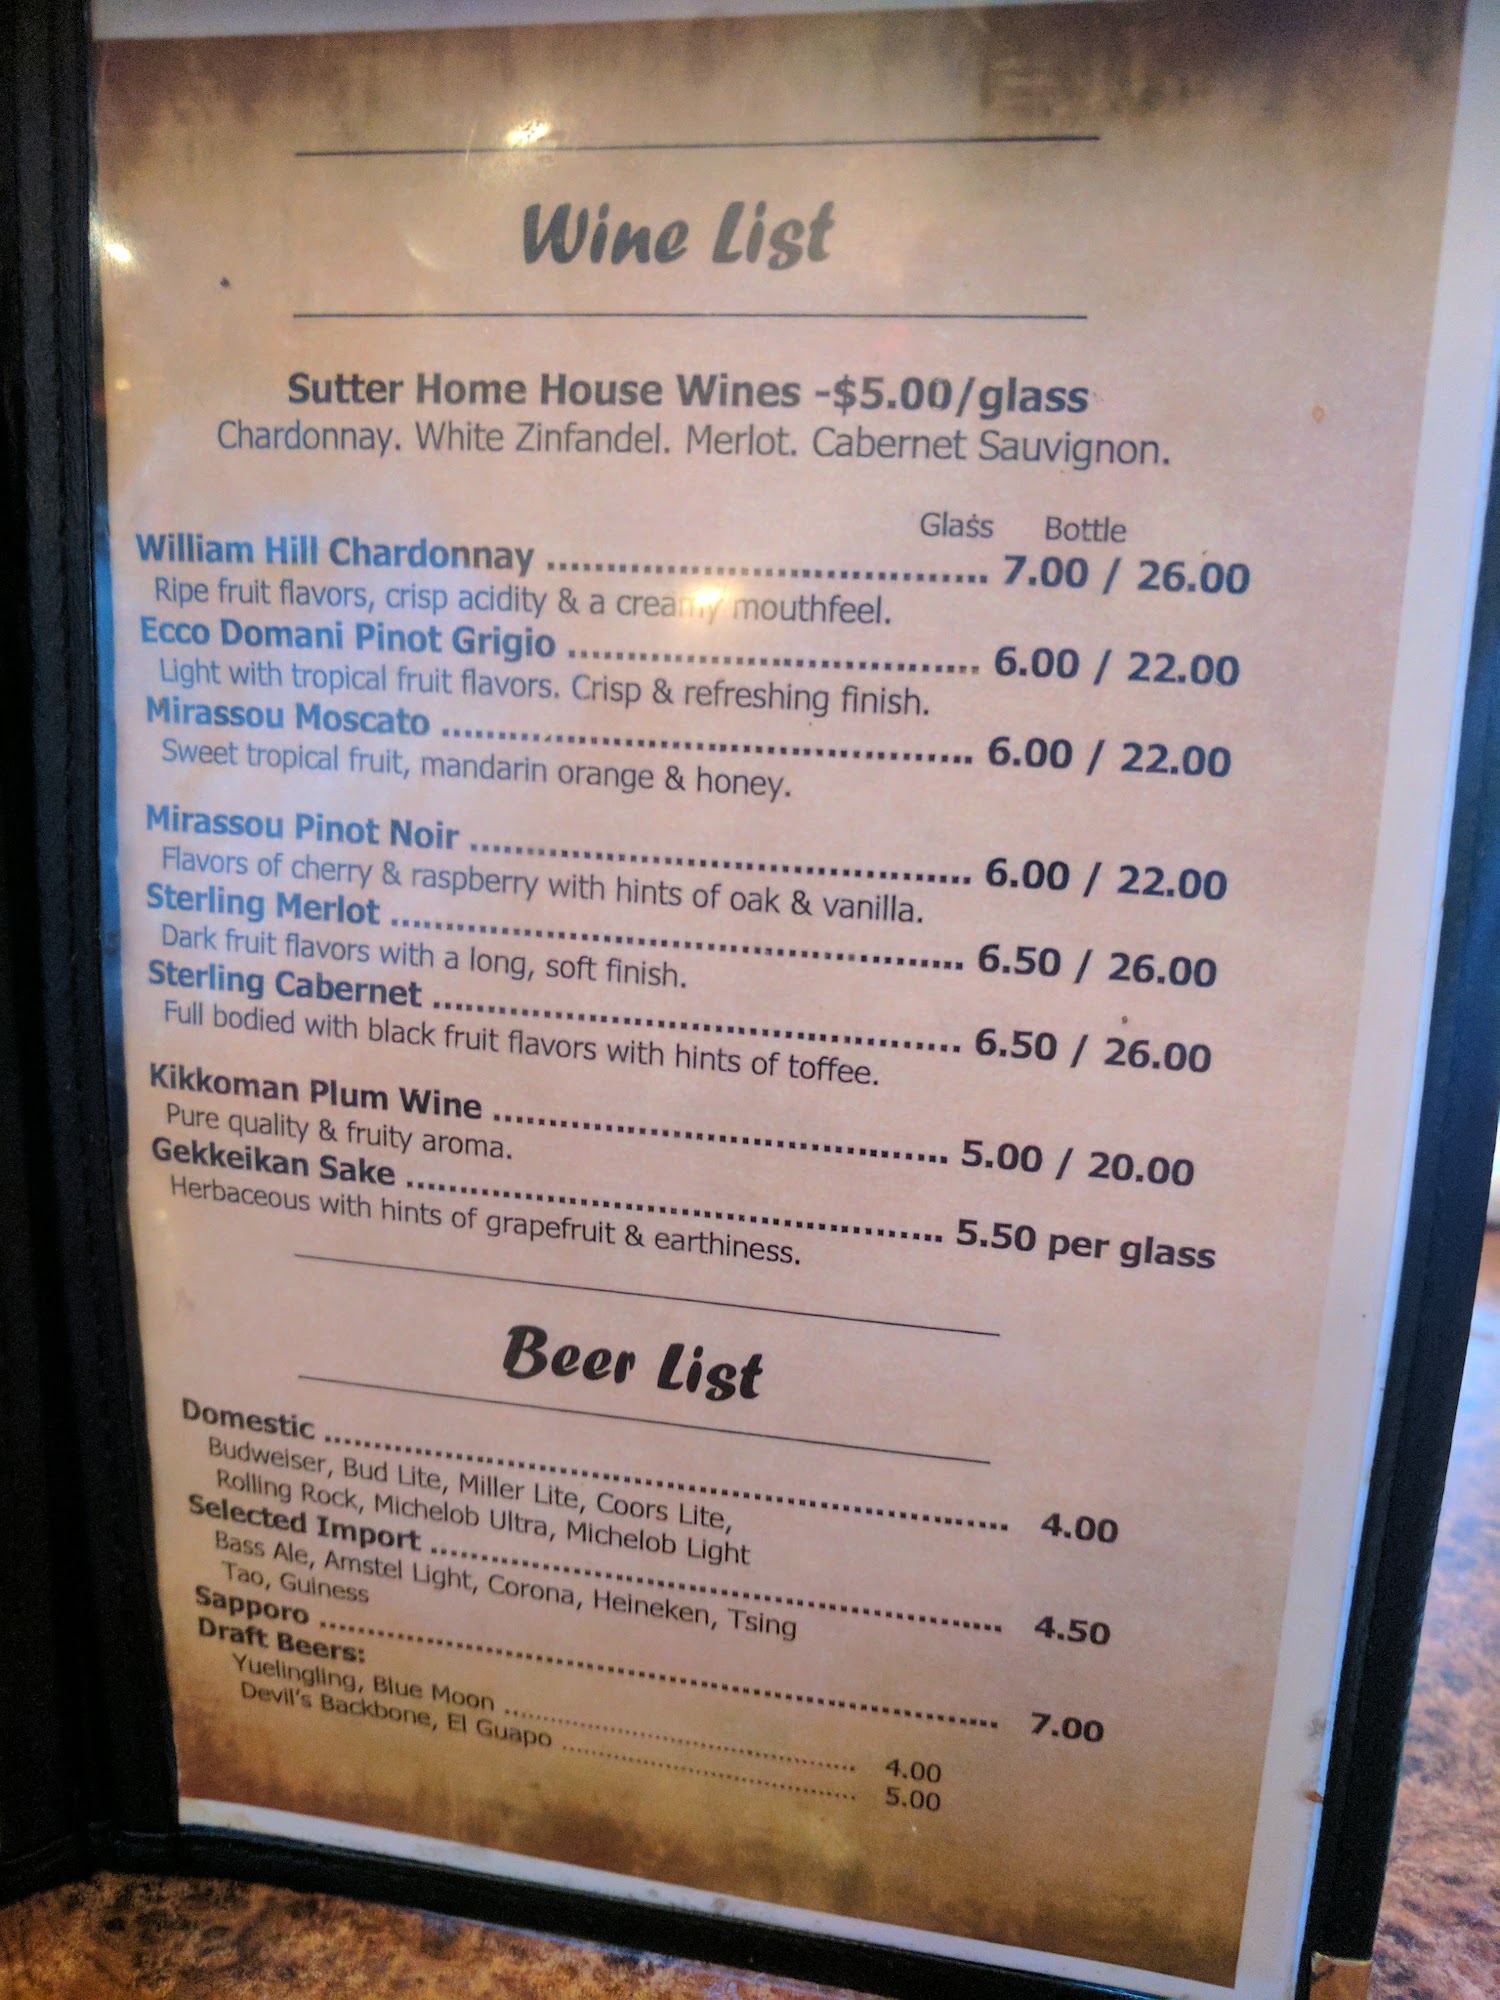 Wine List
Sutter Home House Wines -$5.00/glass
Chardonnay. White Zinfandel. Merlot. Cabernet Sauvignon.
Glass Bottle
William Hill Chardonnay ........................................ 7.00 / 26.00
Ripe fruit flavors, crisp acidity & a creamy mouthfeel.
Ecco Domani Pinot Grigio ..................................... 6.00 / 22.00
Light with tropical fruit flavors. Crisp & refreshing finish.
Mirassou Moscato ................................................ 6.00 / 22.00
Sweet tropical fruit, mandarin orange & honey.
Mirassou Pinot Noir ............................................. 6.00 / 22.00
Flavors of cherry & raspberry with hints of oak & vanilla.
Sterling Merlot .................................................... 6.50 / 26.00
Dark fruit flavors with a long, soft finish.
Sterling Cabernet ................................................ 6.50 / 26.00
Full bodied with black fruit flavors with hints of toffee.
Kikkoman Plum Wine .......................................... 5.00 / 20.00
Pure quality & fruity aroma.
Gekkeikan Sake .................................................. 5.50 per glass
Herbaceous with hints of grapefruit & earthiness.
Beer List
Domestic .................................................................. 4.00
Budweiser, Bud Lite, Miller Lite, Coors Lite,
Rolling Rock, Michelob Ultra, Michelob Light
Selected Import ........................................................ 4.50
Bass Ale, Amstel Light, Corona, Heineken, Tsing
Tao, Guiness
Sapporo ................................................................... 7.00
Draft Beers:
Yuelingling, Blue Moon ............................................ 4.00
Devil's Backbone, El Guapo ..................................... 5.00